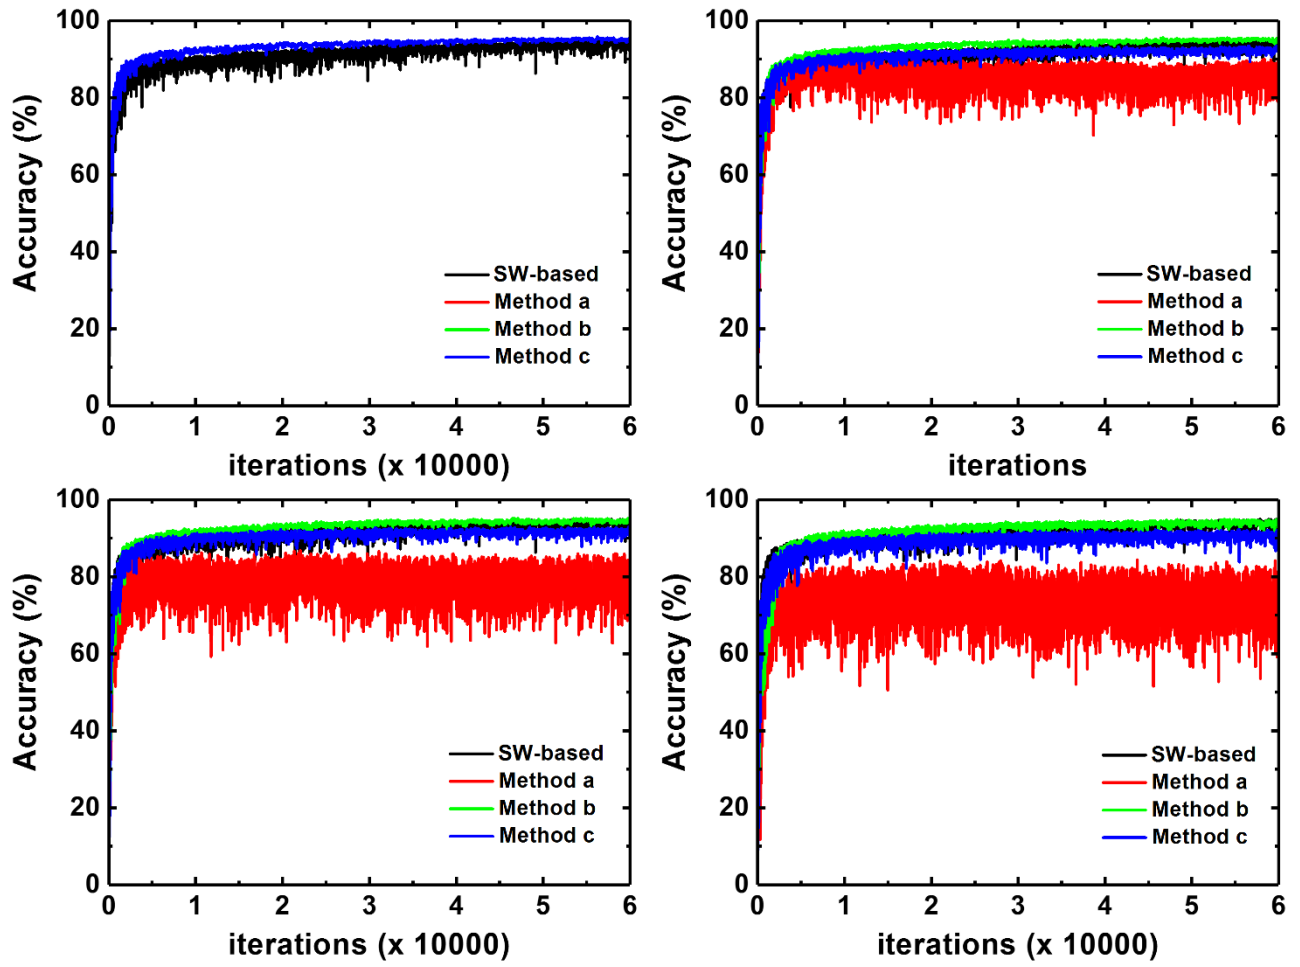 100
80
60
40
20
0
Accuracy (%)
SW-based
Method a
Method b
Method c
0 1 2 3 4 5 6
iterations (x 10000)
100
80
60
40
20
0
Accuracy (%)
SW-based
Method a
Method b
Method c
0 1 2 3 4 5 6
iterations
100
80
60
40
20
0
Accuracy (%)
SW-based
Method a
Method b
Method c
0 1 2 3 4 5 6
iterations (x 10000)
100
80
60
40
20
0
Accuracy (%)
SW-based
Method a
Method b
Method c
0 1 2 3 4 5 6
iterations (x 10000)